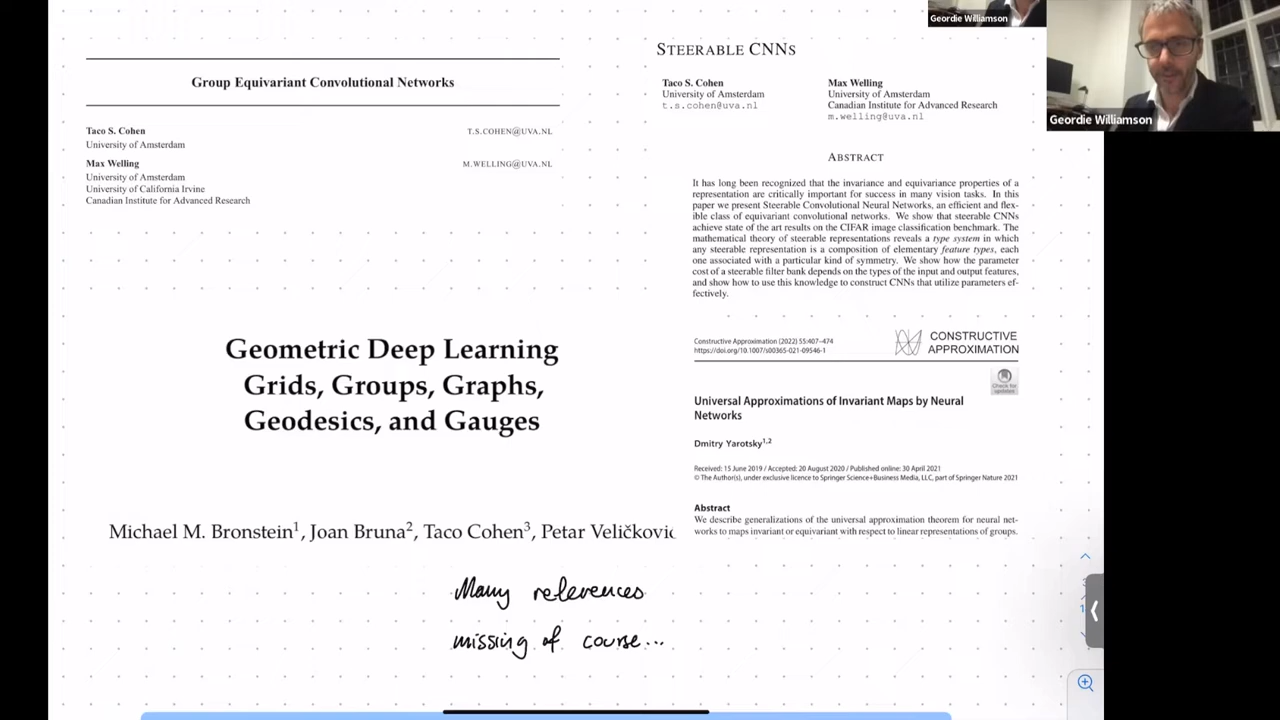 Group Equivariant Convolutional Networks
Taco S. Cohen
T.S.COHEN@UVA.NL
University of Amsterdam
Max Welling
M.WELLING@UVA.NL
University of Amsterdam
University of California Irvine
Canadian Institute for Advanced Research
Geometric Deep Learning
Grids, Groups, Graphs,
Geodesics, and Gauges
Michael M. Bronstein¹, Joan Bruna², Taco Cohen³, Petar Veličković
Many references
missing of course...
STEERABLE CNNS
Taco S. Cohen
University of Amsterdam
t.s.cohen@uva.nl
Max Welling
University of Amsterdam
Canadian Institute for Advanced Research
m.welling@uva.nl
ABSTRACT
It has long been recognized that the invariance and equivariance properties of a
representation are critically important for success in many vision tasks. In this
paper we present Steerable Convolutional Neural Networks, an efficient and flex-
ible class of equivariant convolutional networks. We show that steerable CNNs
achieve state of the art results on the CIFAR image classification benchmark. The
mathematical theory of steerable representations reveals a type system in which
any steerable representation is a composition of elementary feature types, each
one associated with a particular kind of symmetry. We show how the parameter
cost of a steerable filter bank depends on the types of the input and output features,
and show how to use this knowledge to construct CNNs that utilize parameters ef-
fectively.
Constructive Approximation (2022) 55:407–474
https://doi.org/10.1007/s00365-021-09546-1
CONSTRUCTIVE
APPROXIMATION
Check for
updates
Universal Approximations of Invariant Maps by Neural
Networks
Dmitry Yarotsky¹,²
Received: 15 June 2019 / Accepted: 20 August 2020 / Published online: 30 April 2021
© The Author(s), under exclusive licence to Springer Science+Business Media, LLC, part of Springer Nature 2021
Abstract
We describe generalizations of the universal approximation theorem for neural net-
works to maps invariant or equivariant with respect to linear representations of groups.
Geordie Williamson
Geordie Williamson